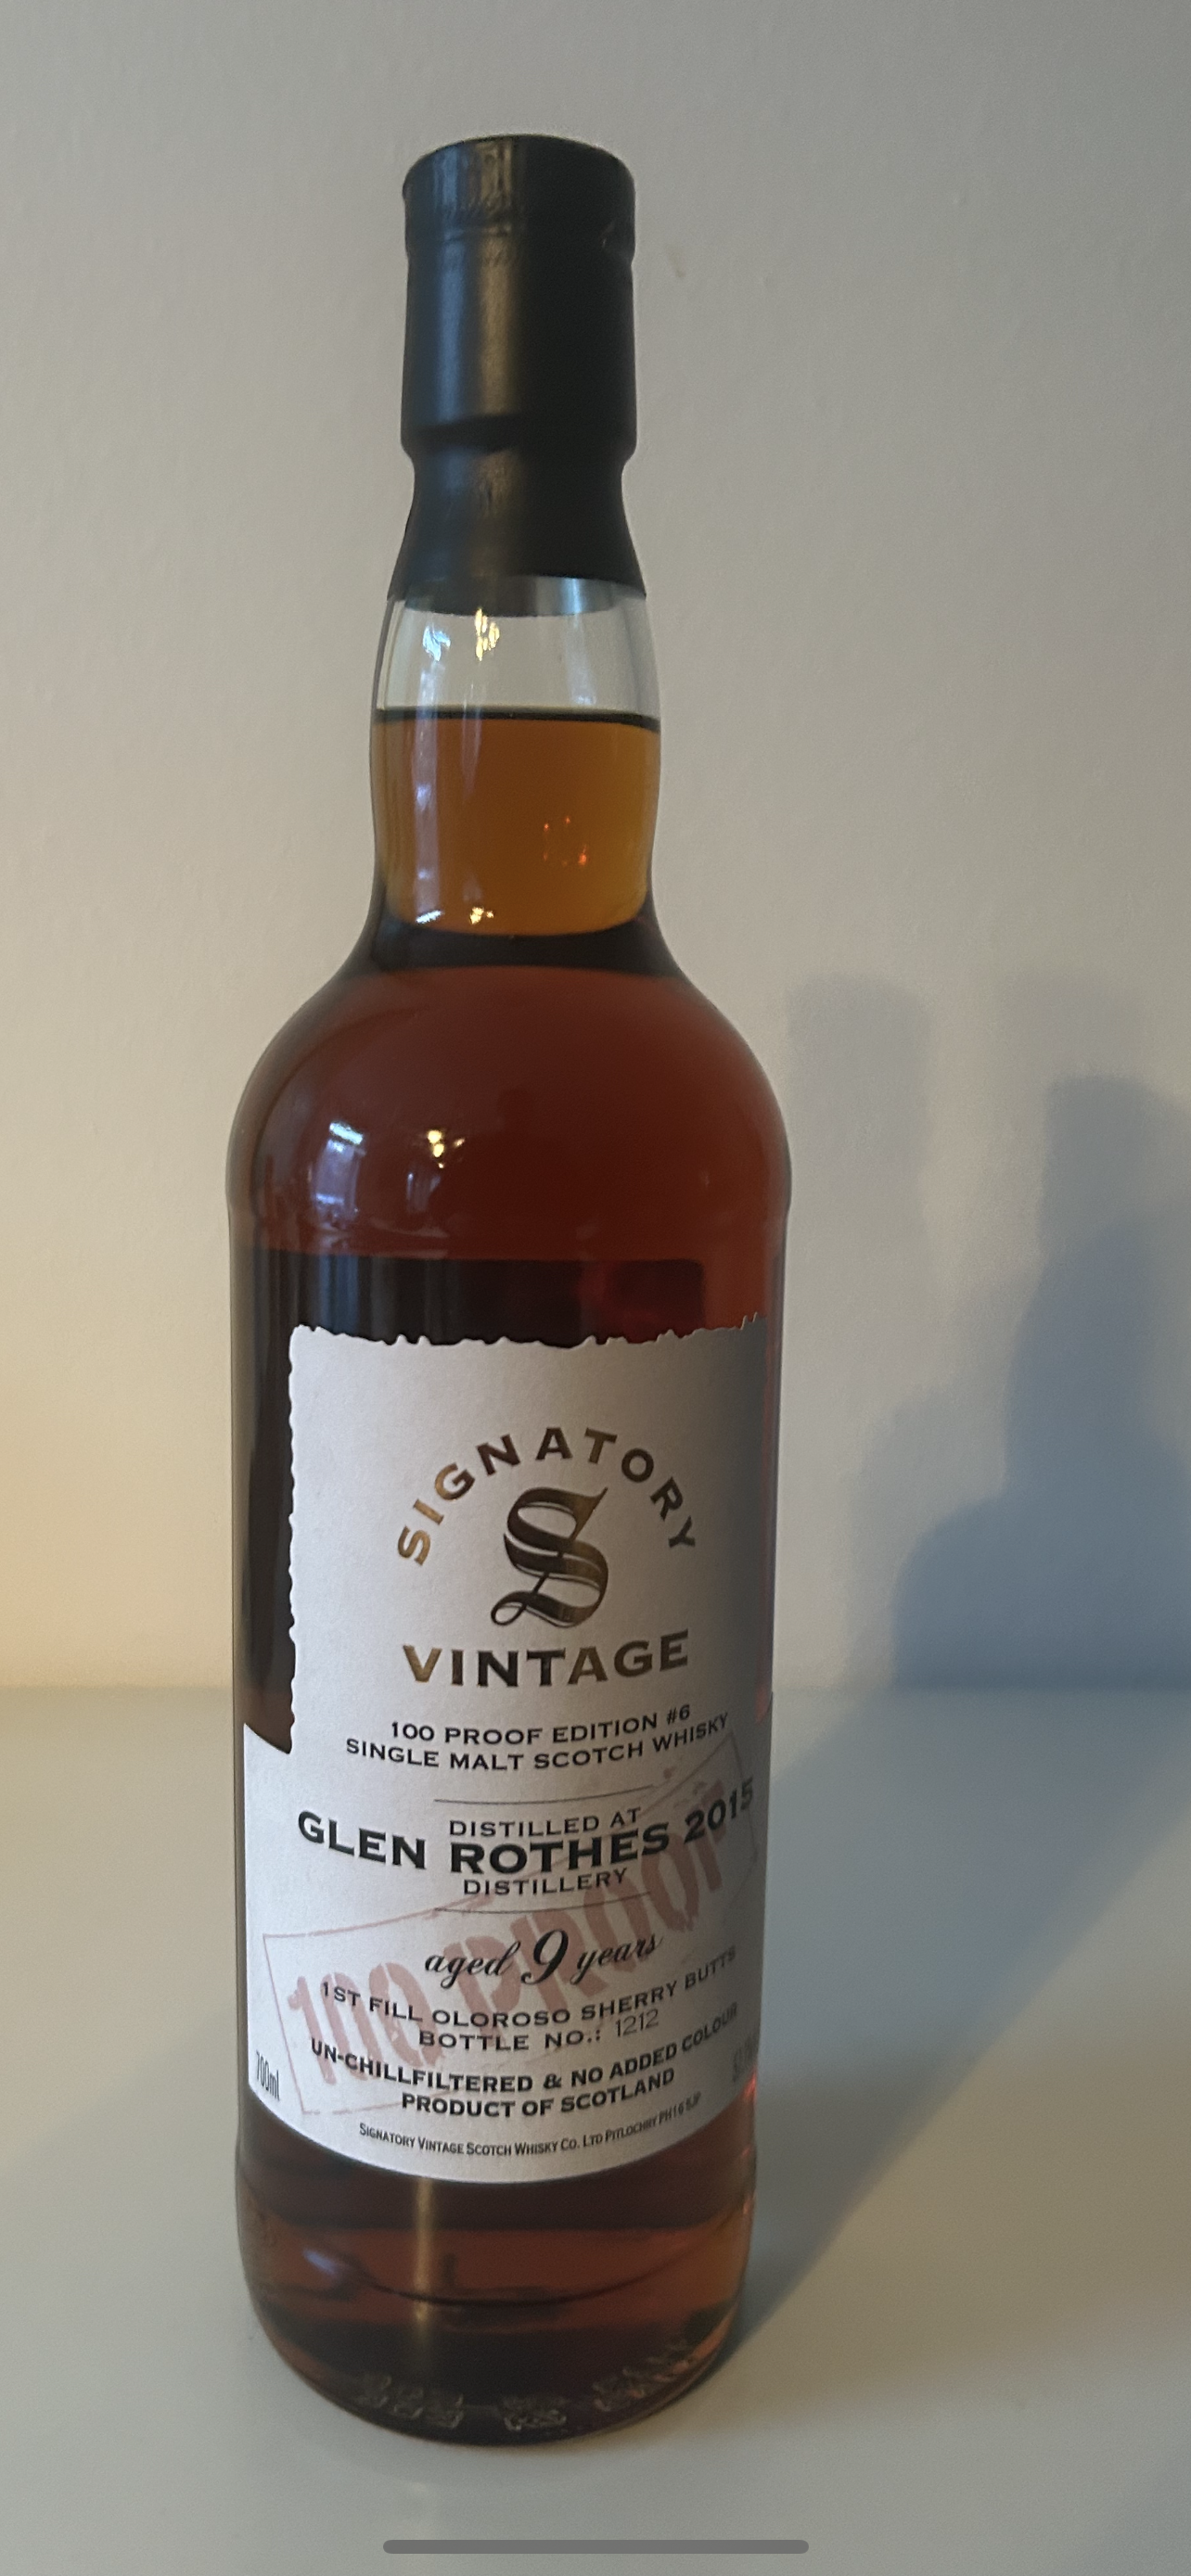 SIGNATORY
S
VINTAGE
100 PROOF EDITION #6
SINGLE MALT SCOTCH WHISKY
DISTILLED AT
GLEN ROTHES 2015
DISTILLERY
100 PROOF
aged 9 years
1ST FILL OLOROSO SHERRY BUTTS
BOTTLE NO.: 1212
UN-CHILLFILTERED & NO ADDED COLOUR
700ml
PRODUCT OF SCOTLAND
SIGNATORY VINTAGE SCOTCH WHISKY CO. LTD PITLOCHRY PH16